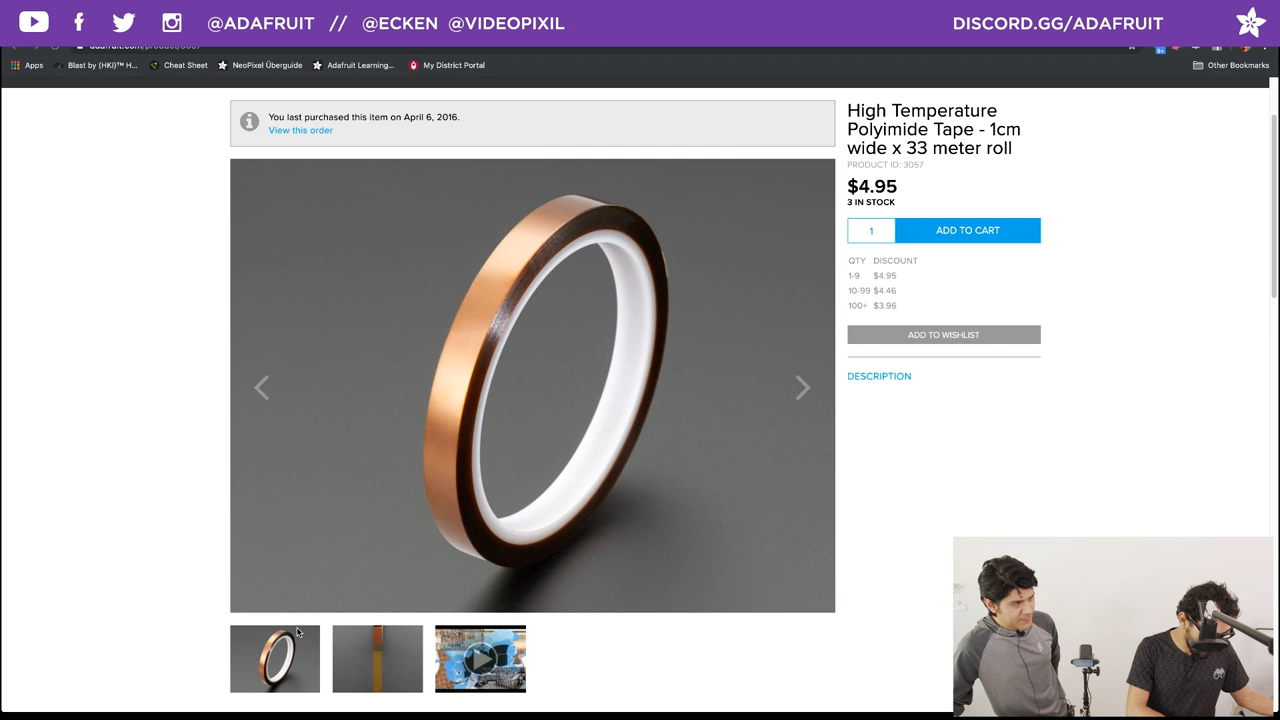 @ADAFRUIT // @ECKEN @VIDEOPIXIL
DISCORD.GG/ADAFRUIT
Apps
Blast by (HKI)™ H...
Cheat Sheet
NeoPixel Überguide
Adafruit Learning...
My District Portal
Other Bookmarks
You last purchased this item on April 6, 2016.
View this order
High Temperature
Polyimide Tape - 1cm
wide x 33 meter roll
PRODUCT ID: 3057
$4.95
3 IN STOCK
1
ADD TO CART
QTY DISCOUNT
1-9 $4.95
10-99 $4.46
100+ $3.96
ADD TO WISHLIST
DESCRIPTION